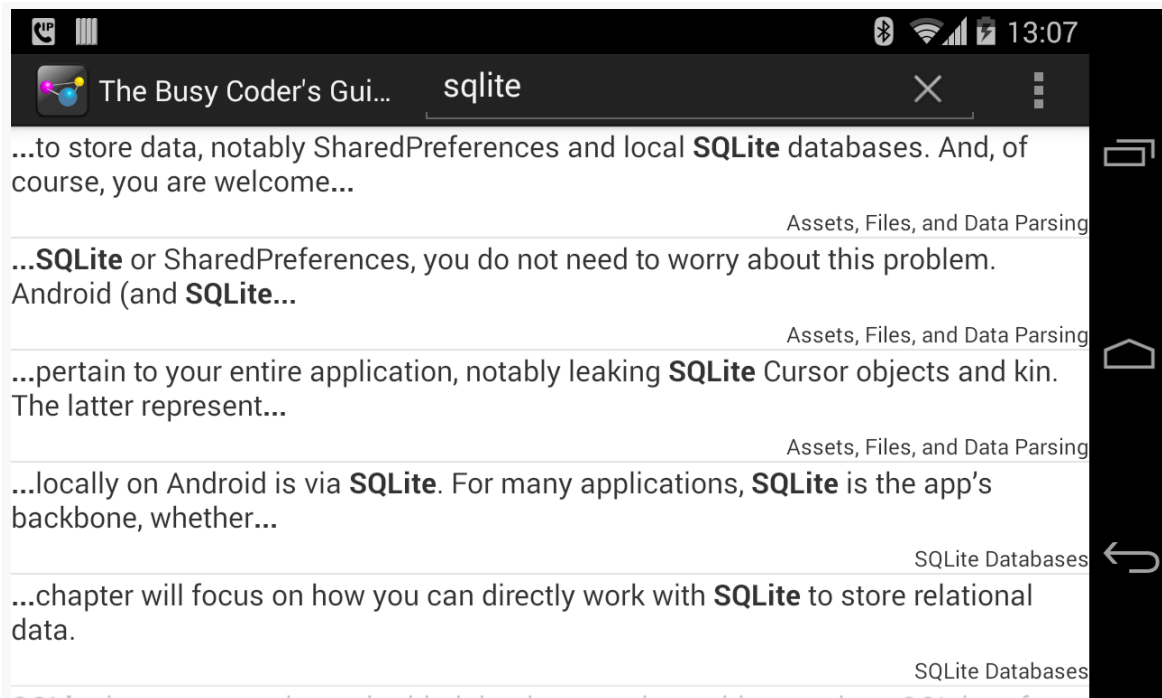 13:07
The Busy Coder's Gui...
sqlite
...to store data, notably SharedPreferences and local SQLite databases. And, of
course, you are welcome...
Assets, Files, and Data Parsing
...SQLite or SharedPreferences, you do not need to worry about this problem.
Android (and SQLite...
Assets, Files, and Data Parsing
...pertain to your entire application, notably leaking SQLite Cursor objects and kin.
The latter represent...
Assets, Files, and Data Parsing
...locally on Android is via SQLite. For many applications, SQLite is the app’s
backbone, whether...
SQLite Databases
...chapter will focus on how you can directly work with SQLite to store relational
data.
SQLite Databases